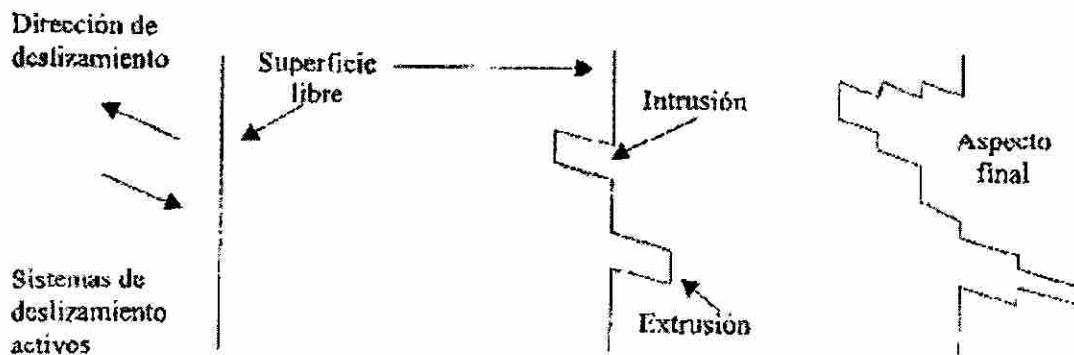 Dirección de
deslizamiento
Superficie
libre
Sistemas de
deslizamiento
activos
Intrusión
Extrusión
Aspecto
final